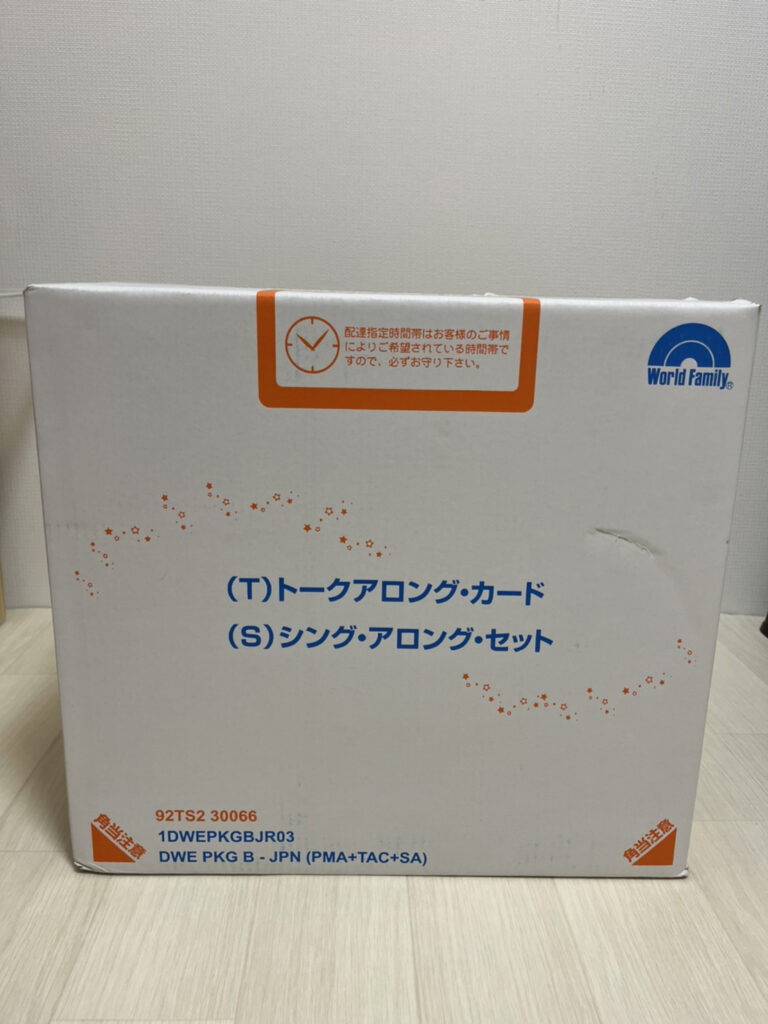 配達指定時間帯はお客様のご事情
によりご希望されている時間帯で
すので、必ずお守り下さい。
World Family®
(T)トークアロング・カード
(S)シング・アロング・セット
92TS2 30066
1DWEPKGBJR03
DWE PKG B - JPN (PMA+TAC+SA)
角当注意
角当注意